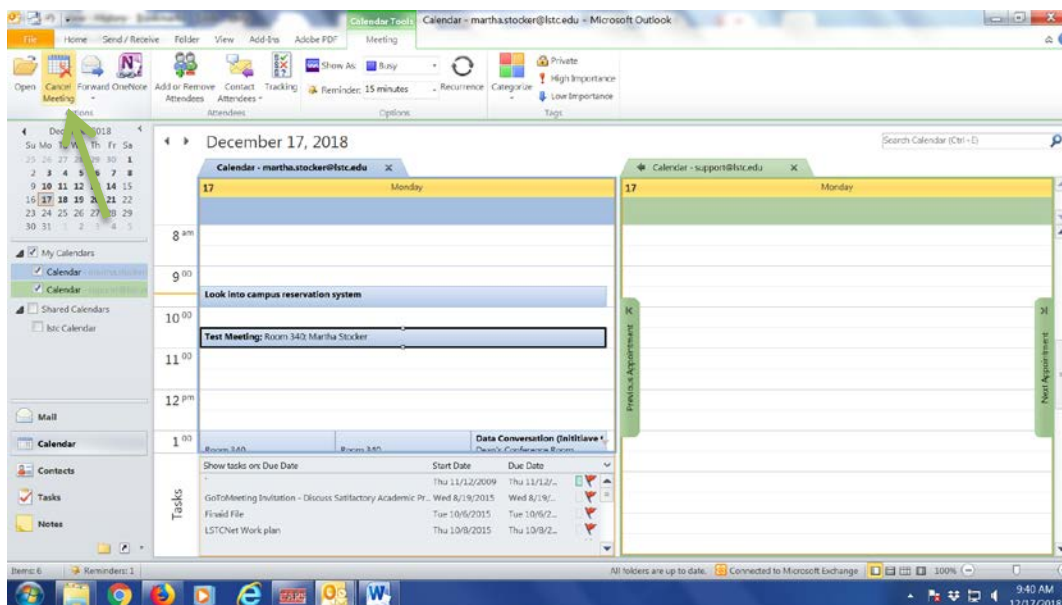 Calendar Tools Calendar - martha.stocker@lstc.edu - Microsoft Outlook
File Home Send / Receive Folder View Add-Ins Adobe PDF Meeting
Open Cancel Meeting Forward OneNote
Add or Remove Attendees Contact Attendees Tracking
Show As: Busy
Reminder: 15 minutes
Recurrence Categorize
Private
High Importance
Low Importance
Attendees Options Tags
Su Mo Th Fr Sa
25 26 27 30 1
2 3 4 6 7 8
9 10 11 12 14 15
16 17 18 19 21 22
23 24 25 26 29
30 31 1 2 3 4 5
My Calendars
Calendar
Calendar
Shared Calendars
lstc Calendar
Mail
Calendar
Contacts
Tasks
Notes
December 17, 2018
Search Calendar (Ctrl+E)
Calendar - martha.stocker@lstc.edu
17 Monday
8 am
9 00
Look into campus reservation system
10 00
Test Meeting; Room 340; Martha Stocker
11 00
12 pm
1 00
Data Conversation (Inititiave
Room 340 Room 340 Dean's Conference Room
Calendar - support@lstc.edu
17 Monday
Previous Appointment
Next Appointment
Tasks
Show tasks on: Due Date Start Date Due Date
Thu 11/12/2009 Thu 11/12/...
GoToMeeting Invitation - Discuss Satifactory Academic Pr... Wed 8/19/2015 Wed 8/19/...
Finaid File Tue 10/6/2015 Tue 10/6/2...
LSTCNet Work plan Thu 10/8/2015 Thu 10/8/2...
Items: 6 Reminders: 1 All folders are up to date. Connected to Microsoft Exchange 100%
9:40 AM
12/17/2018